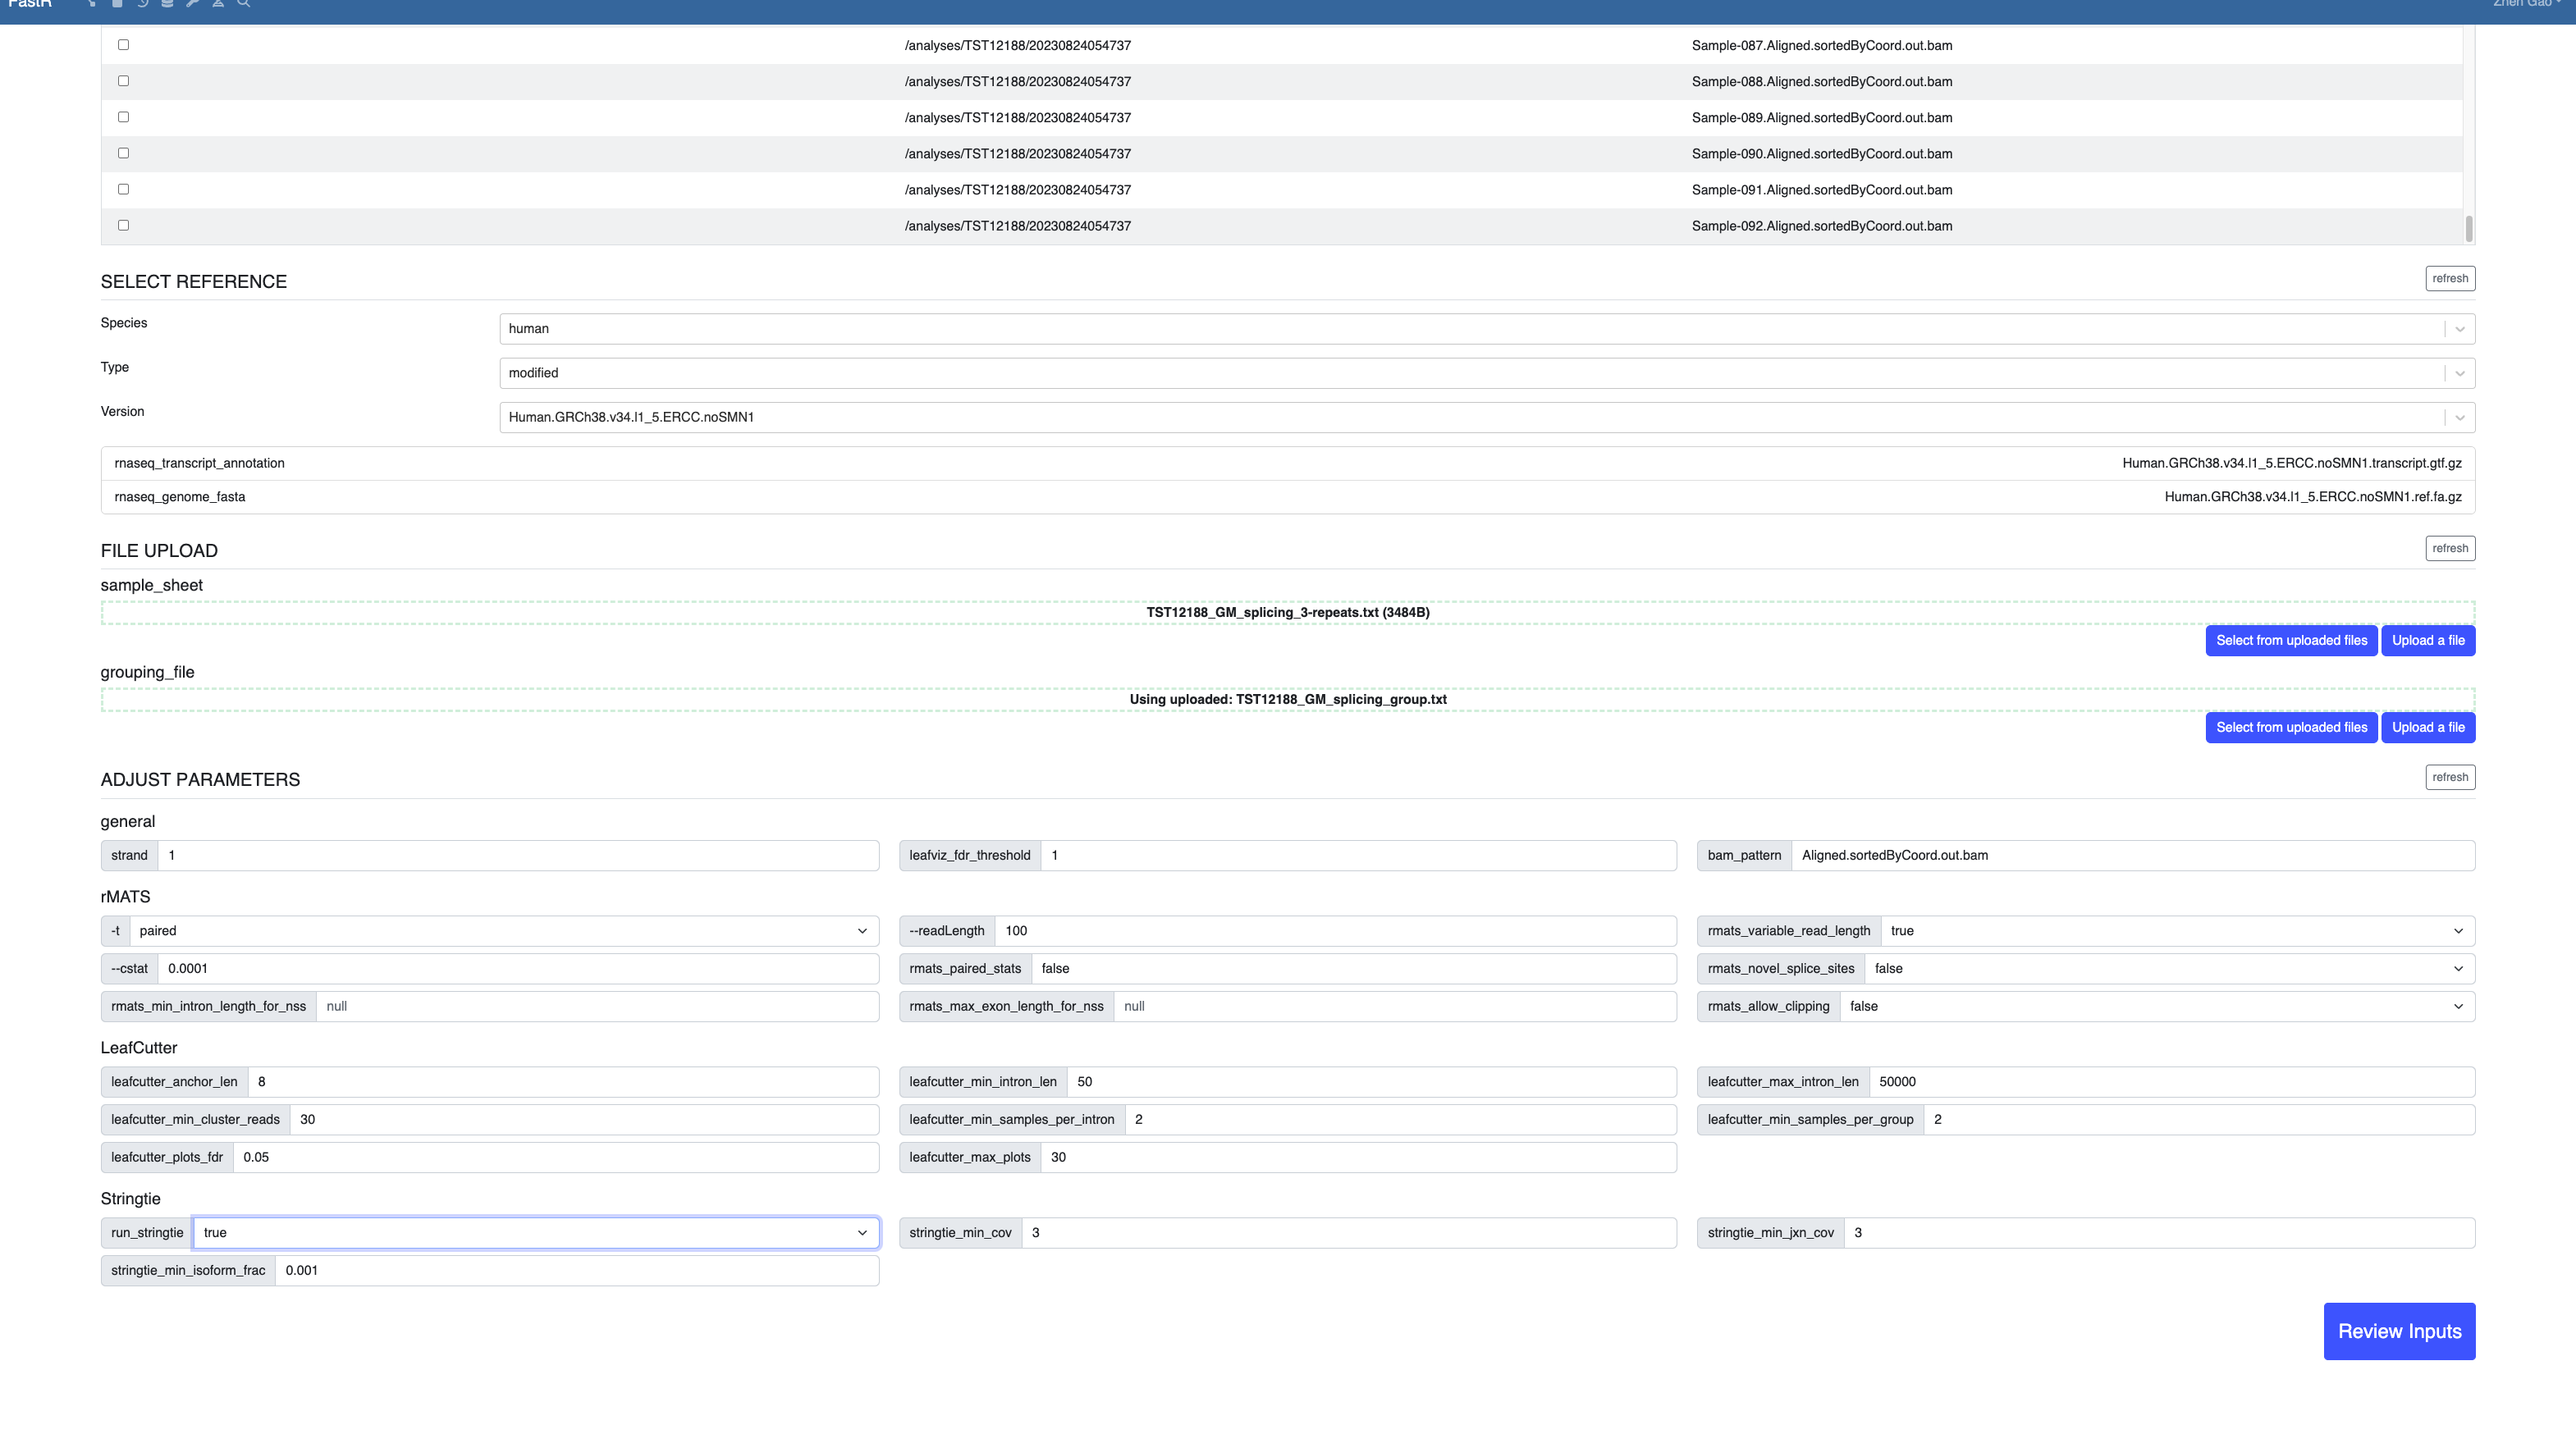 FastR Zhen Gao
/analyses/TST12188/20230824054737 Sample-087.Aligned.sortedByCoord.out.bam
/analyses/TST12188/20230824054737 Sample-088.Aligned.sortedByCoord.out.bam
/analyses/TST12188/20230824054737 Sample-089.Aligned.sortedByCoord.out.bam
/analyses/TST12188/20230824054737 Sample-090.Aligned.sortedByCoord.out.bam
/analyses/TST12188/20230824054737 Sample-091.Aligned.sortedByCoord.out.bam
/analyses/TST12188/20230824054737 Sample-092.Aligned.sortedByCoord.out.bam
SELECT REFERENCE refresh
Species human
Type modified
Version Human.GRCh38.v34.l1_5.ERCC.noSMN1
rnaseq_transcript_annotation Human.GRCh38.v34.l1_5.ERCC.noSMN1.transcript.gtf.gz
rnaseq_genome_fasta Human.GRCh38.v34.l1_5.ERCC.noSMN1.ref.fa.gz
FILE UPLOAD refresh
sample_sheet
TST12188_GM_splicing_3-repeats.txt (3484B)
Select from uploaded files Upload a file
grouping_file
Using uploaded: TST12188_GM_splicing_group.txt
Select from uploaded files Upload a file
ADJUST PARAMETERS refresh
general
strand 1 leafviz_fdr_threshold 1 bam_pattern Aligned.sortedByCoord.out.bam
rMATS
-t paired --readLength 100 rmats_variable_read_length true
--cstat 0.0001 rmats_paired_stats false rmats_novel_splice_sites false
rmats_min_intron_length_for_nss null rmats_max_exon_length_for_nss null rmats_allow_clipping false
LeafCutter
leafcutter_anchor_len 8 leafcutter_min_intron_len 50 leafcutter_max_intron_len 50000
leafcutter_min_cluster_reads 30 leafcutter_min_samples_per_intron 2 leafcutter_min_samples_per_group 2
leafcutter_plots_fdr 0.05 leafcutter_max_plots 30
Stringtie
run_stringtie true stringtie_min_cov 3 stringtie_min_jxn_cov 3
stringtie_min_isoform_frac 0.001
Review Inputs